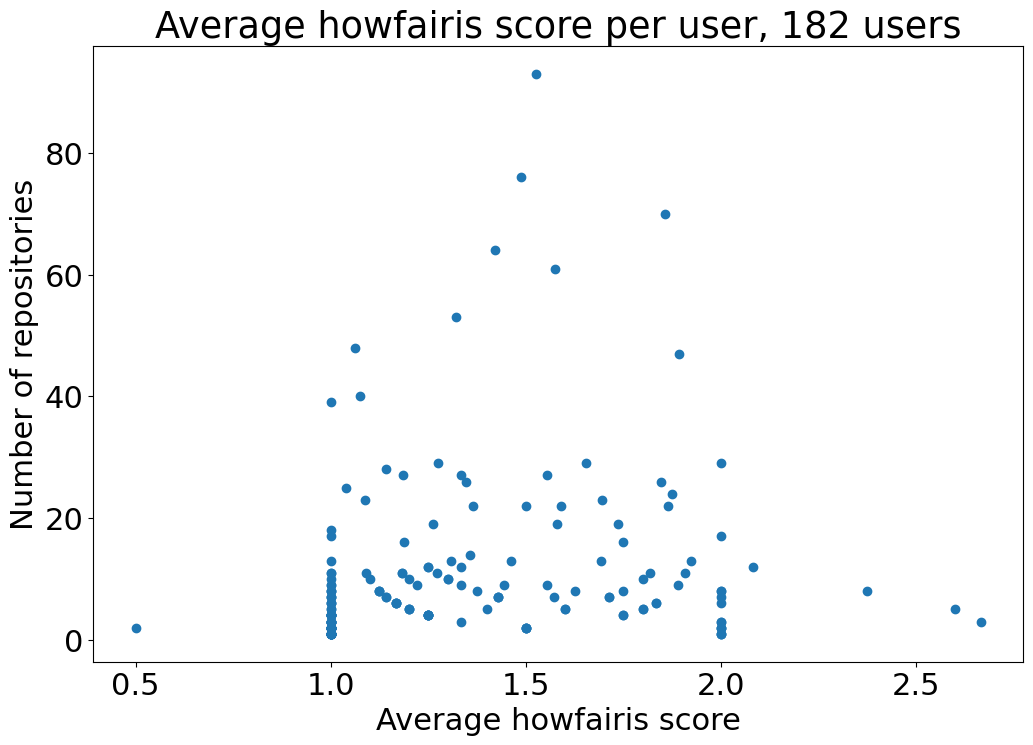 Average howfairis score per user, 182 users
Number of repositories
80
60
40
20
0
0.5 1.0 1.5 2.0 2.5
Average howfairis score